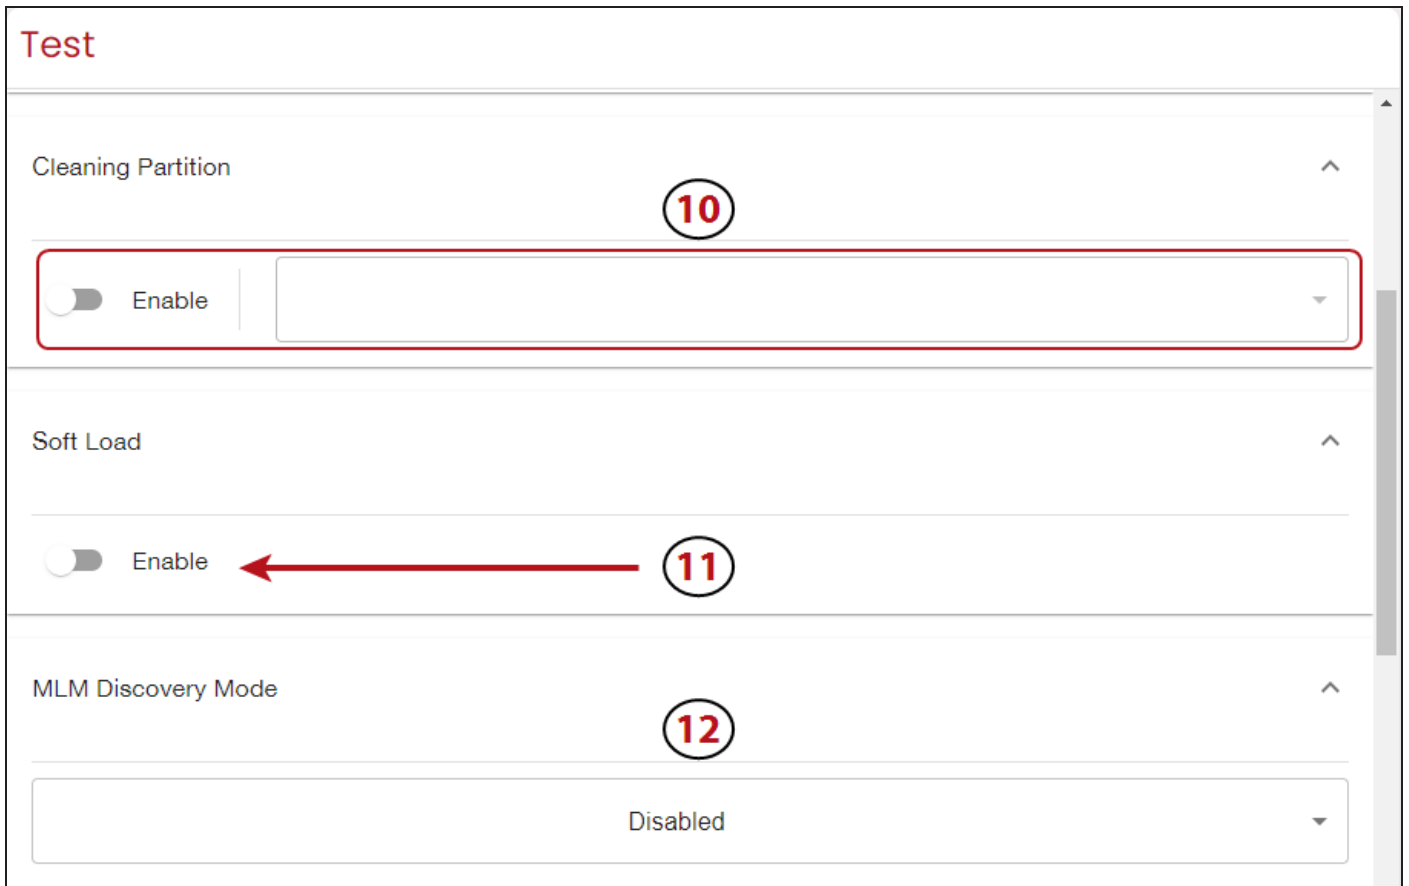 Test
Cleaning Partition
10
Enable
Soft Load
Enable
11
MLM Discovery Mode
12
Disabled